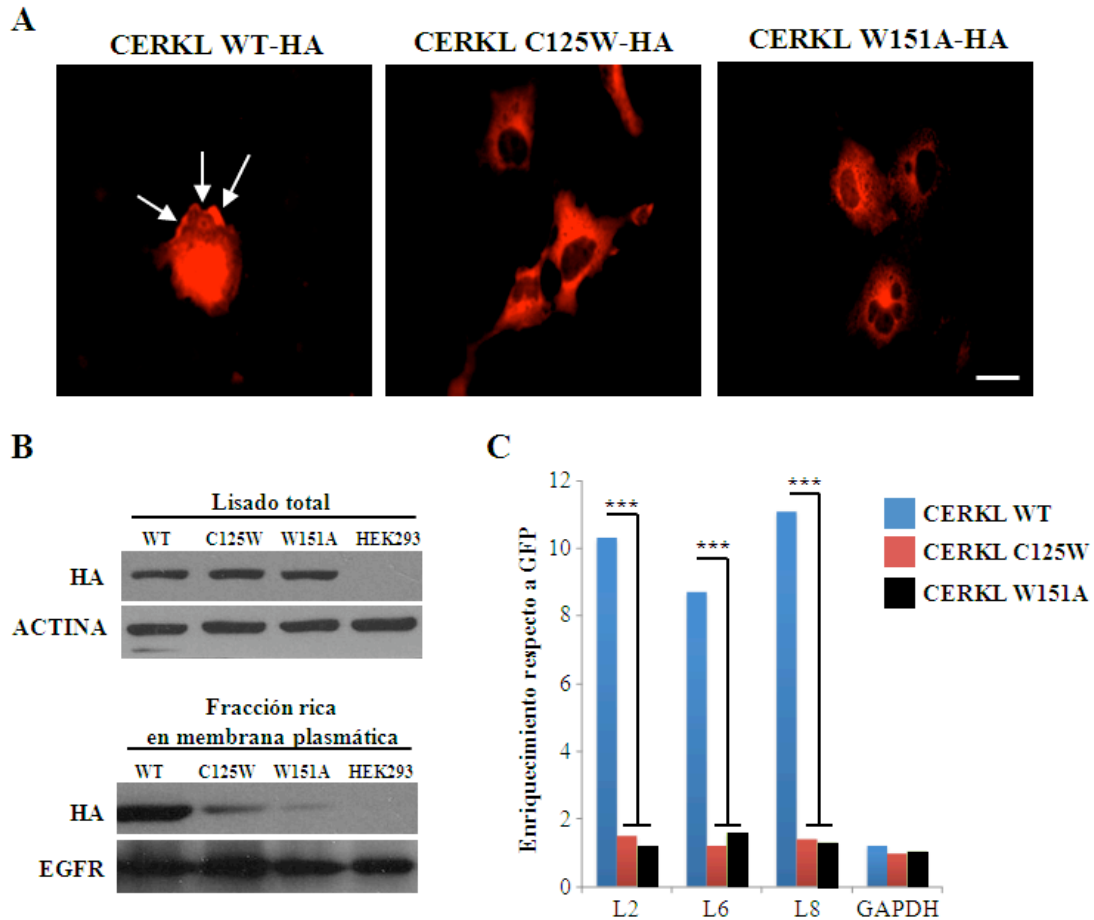 A
CERKL WT-HA
CERKL C125W-HA
CERKL W151A-HA
B
Lisado total
WT C125W W151A HEK293
HA
ACTINA
Fracción rica
en membrana plasmática
WT C125W W151A HEK293
HA
EGFR
C
Enriquecimiento respecto a GFP
12
10
8
6
4
2
0
***
***
***
L2 L6 L8 GAPDH
CERKL WT
CERKL C125W
CERKL W151A